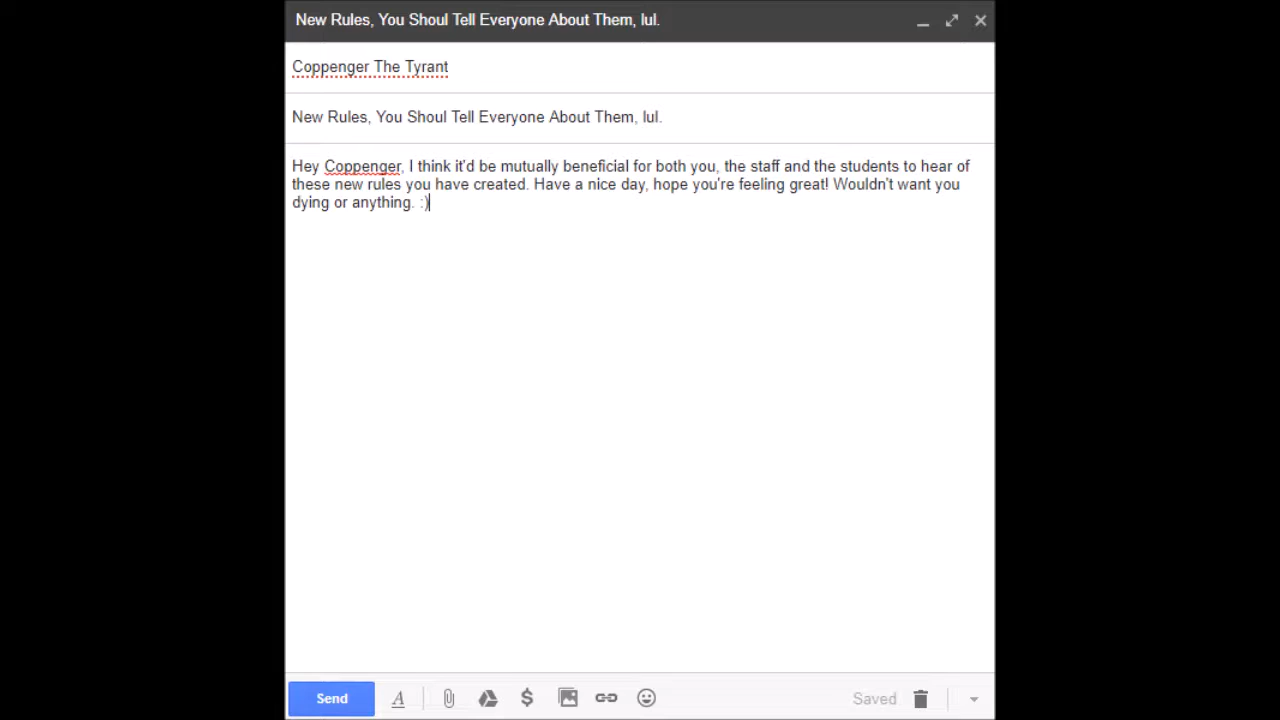 New Rules, You Shoul Tell Everyone About Them, lul.
Coppenger The Tyrant
New Rules, You Shoul Tell Everyone About Them, lul.
Hey Coppenger, I think it'd be mutually beneficial for both you, the staff and the students to hear of
these new rules you have created. Have a nice day, hope you're feeling great! Wouldn't want you
dying or anything. :)
Send
Saved